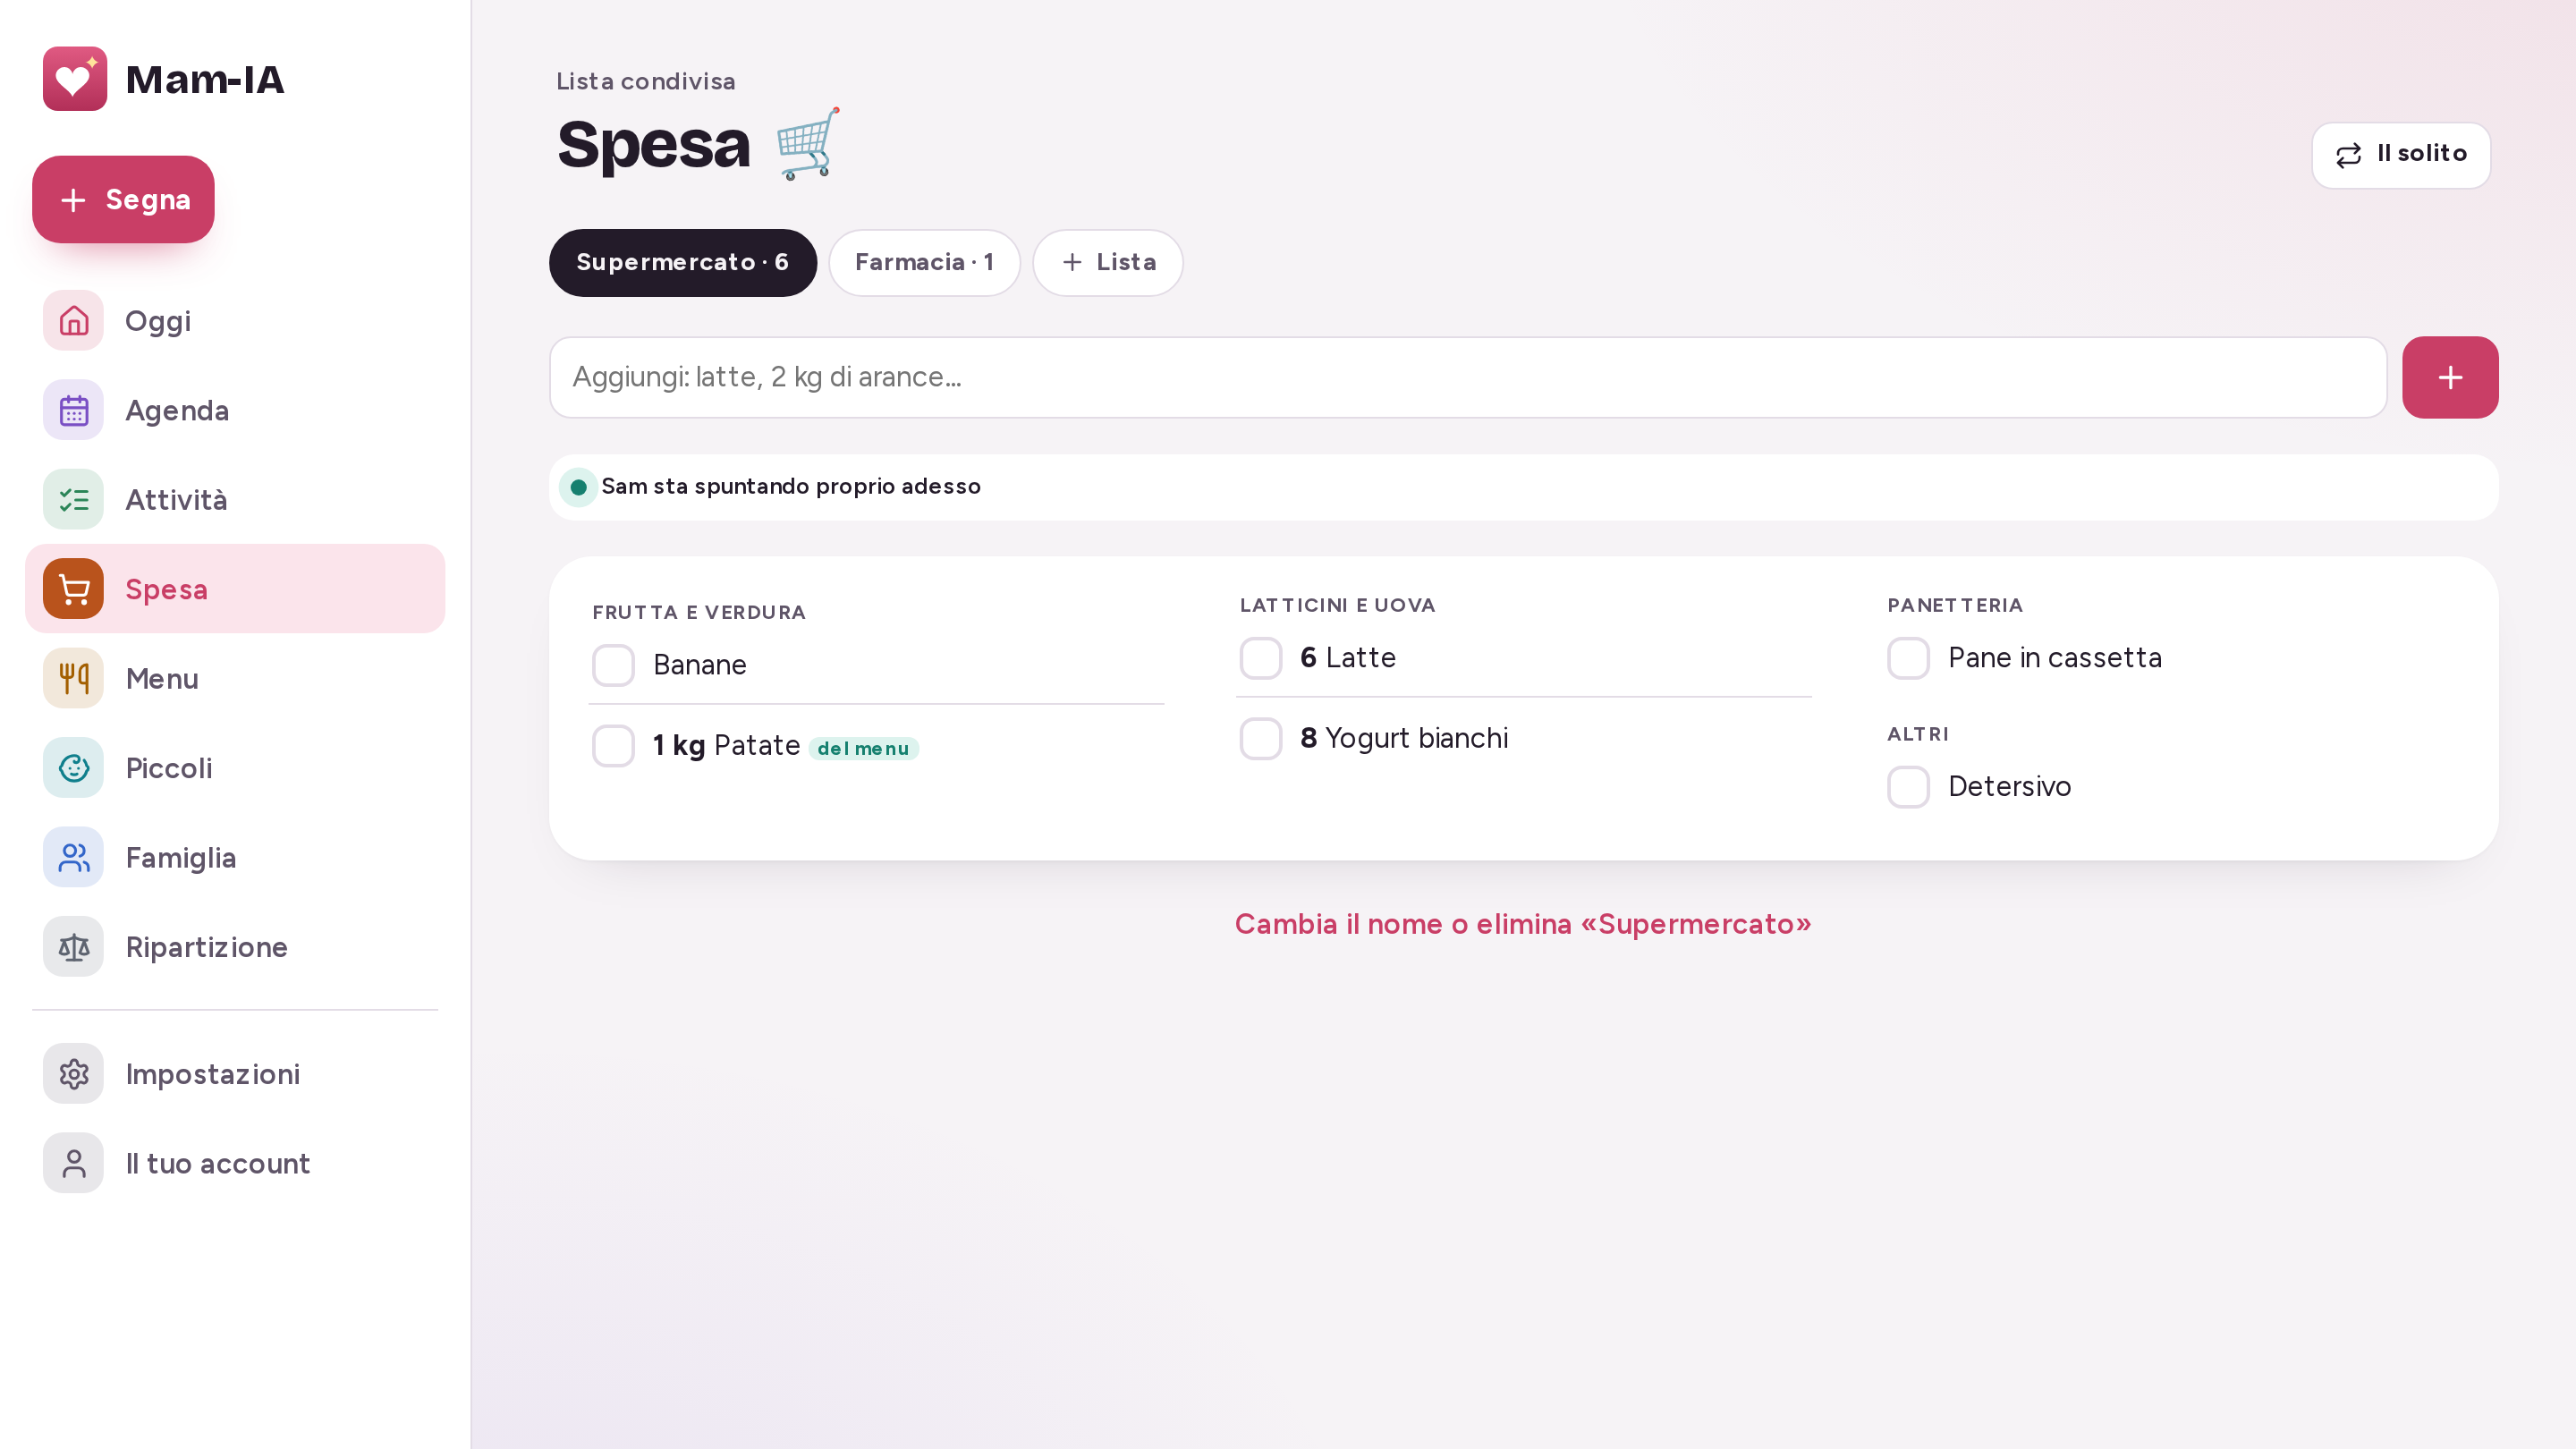 Mam-IA
Segna
Oggi
Agenda
Attività
Spesa
Menu
Piccoli
Famiglia
Ripartizione
Impostazioni
Il tuo account
Lista condivisa
Spesa
Il solito
Supermercato · 6
Farmacia · 1
Lista
Aggiungi: latte, 2 kg di arance...
Sam sta spuntando proprio adesso
FRUTTA E VERDURA
Banane
1 kg Patate del menu
LATTICINI E UOVA
6 Latte
8 Yogurt bianchi
PANETTERIA
Pane in cassetta
ALTRI
Detersivo
Cambia il nome o elimina «Supermercato»